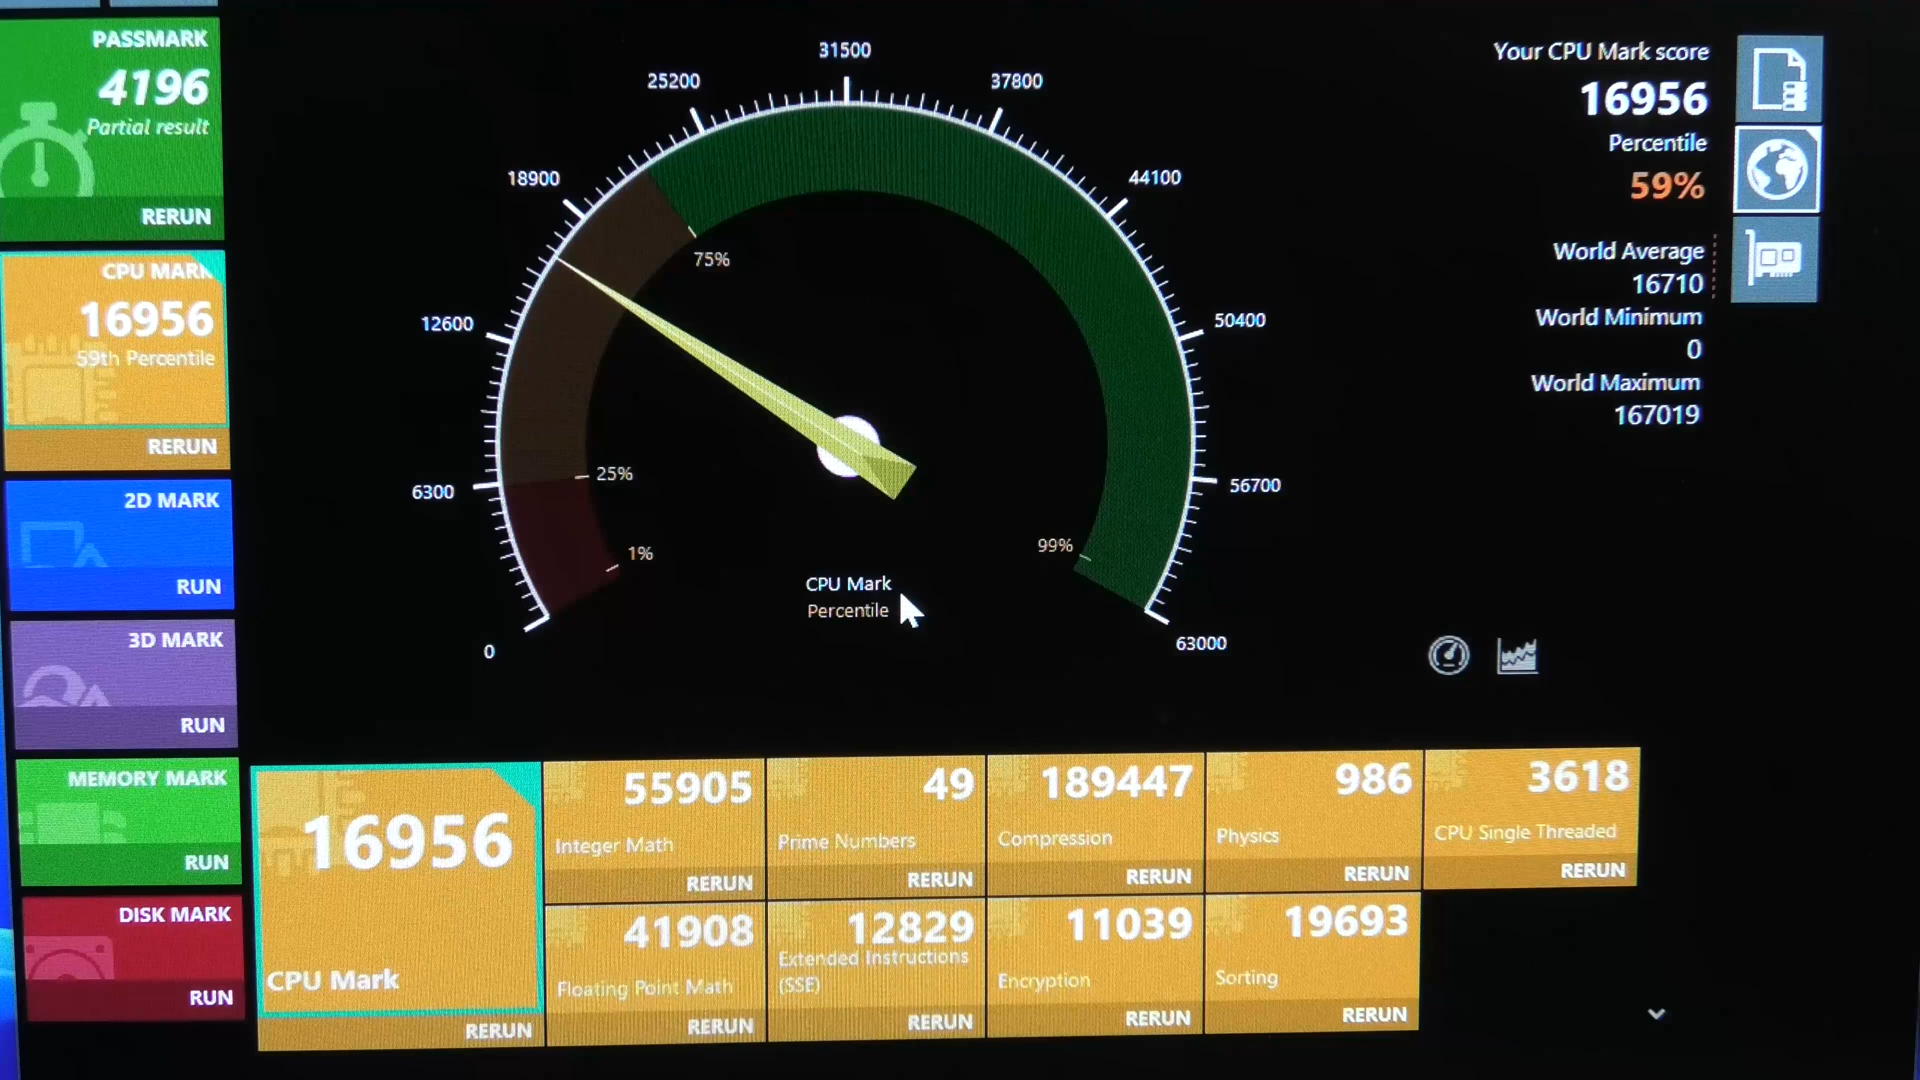 PASSMARK
4196
Partial result
RERUN
CPU MARK
16956
59th Percentile
RERUN
2D MARK
RUN
3D MARK
RUN
MEMORY MARK
RUN
DISK MARK
RUN
0
6300
12600
18900
25200
31500
37800
44100
50400
56700
63000
1%
25%
75%
99%
CPU Mark
Percentile
Your CPU Mark score
16956
Percentile
59%
World Average
16710
World Minimum
0
World Maximum
167019
16956
CPU Mark
RERUN
55905
Integer Math
RERUN
49
Prime Numbers
RERUN
189447
Compression
RERUN
986
Physics
RERUN
3618
CPU Single Threaded
RERUN
41908
Floating Point Math
RERUN
12829
Extended Instructions
(SSE)
RERUN
11039
Encryption
RERUN
19693
Sorting
RERUN